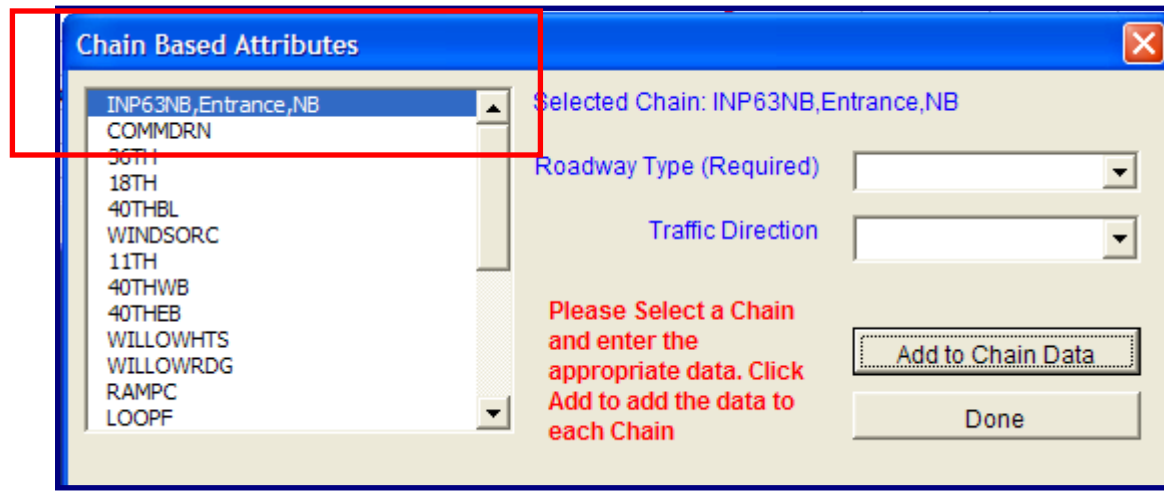 Chain Based Attributes
INP63NB,Entrance,NB
COMMDRN
36TH
18TH
40THBL
WINDSORC
11TH
40THWB
40THEB
WILLOWHTS
WILLOWRDG
RAMPC
LOOPF
Selected Chain: INP63NB,Entrance,NB
Roadway Type (Required)
Traffic Direction
Please Select a Chain
and enter the
appropriate data. Click
Add to add the data to
each Chain
Add to Chain Data
Done